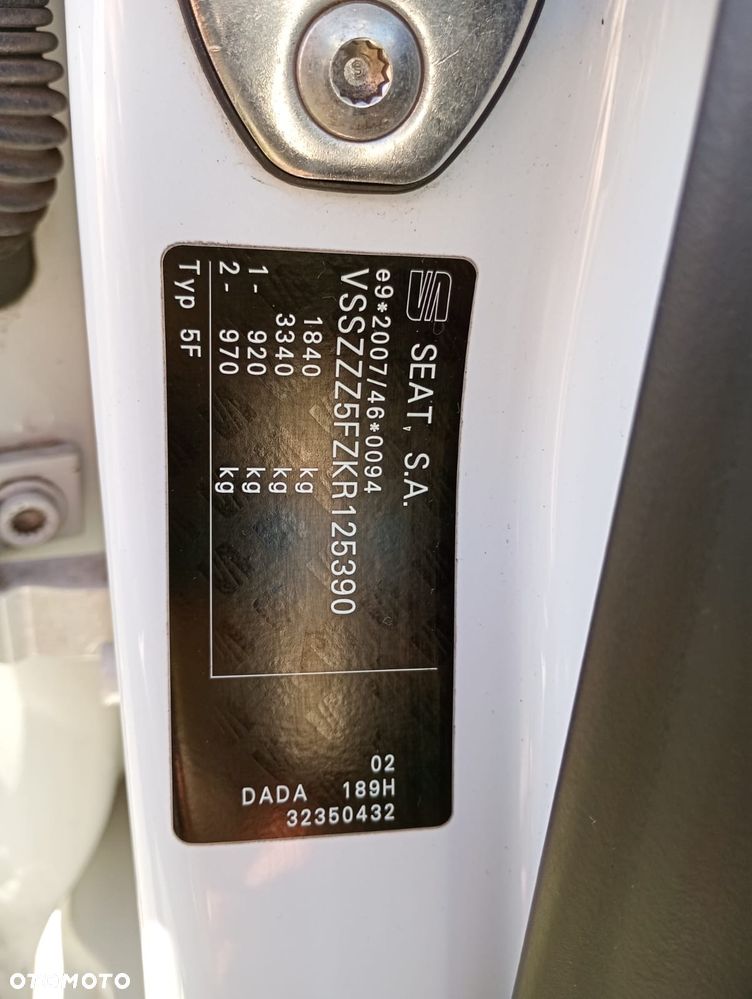 SEAT, S.A.
e9*2007/46*0094
VSSZZZ5FZKR125390
1840 kg
3340 kg
1- 920 kg
2- 970 kg
Typ 5F
02
DADA 189H
32350432
OTOMOTO